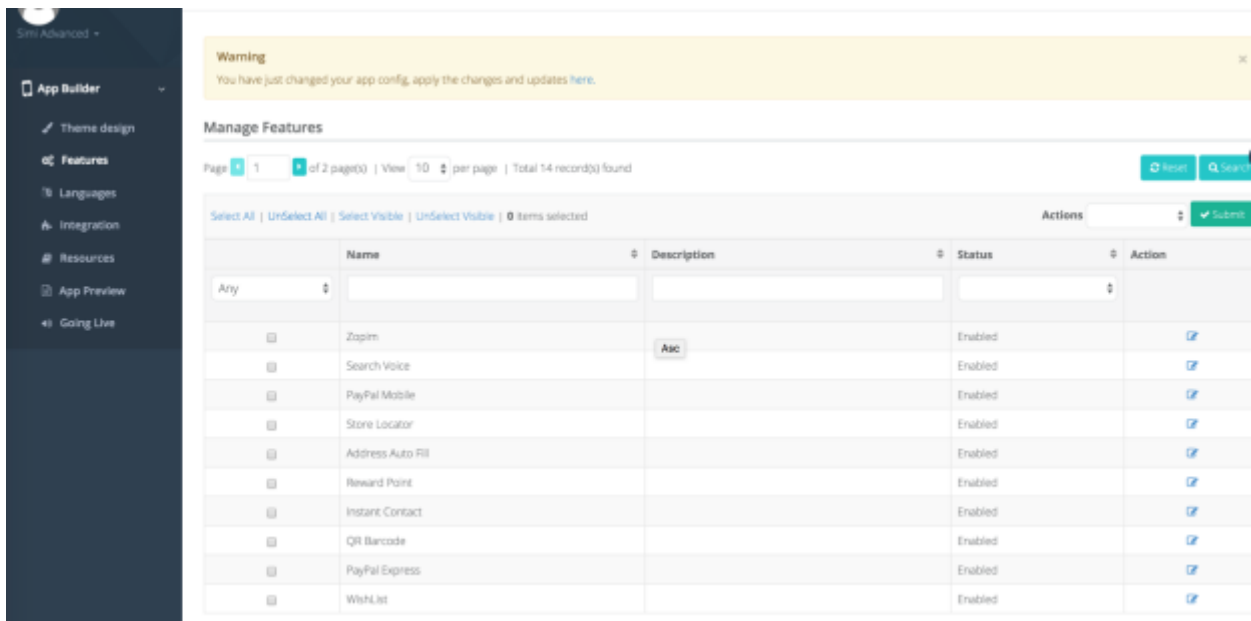 Simi Advanced
App Builder
Theme design
Features
Languages
Integration
Resources
App Preview
Going Live
Warning
You have just changed your app config, apply the changes and updates here.
Manage Features
Page 1 of 2 page(s) | View 10 per page | Total 14 record(s) found
Reset Search
Select All | UnSelect All | Select Visible | UnSelect Visible | 0 items selected Actions Submit
Name Description Status Action
Any
Zopim Enabled
Asc
Search Voice Enabled
PayPal Mobile Enabled
Store Locator Enabled
Address Auto Fill Enabled
Reward Point Enabled
Instant Contact Enabled
QR Barcode Enabled
PayPal Express Enabled
WishList Enabled